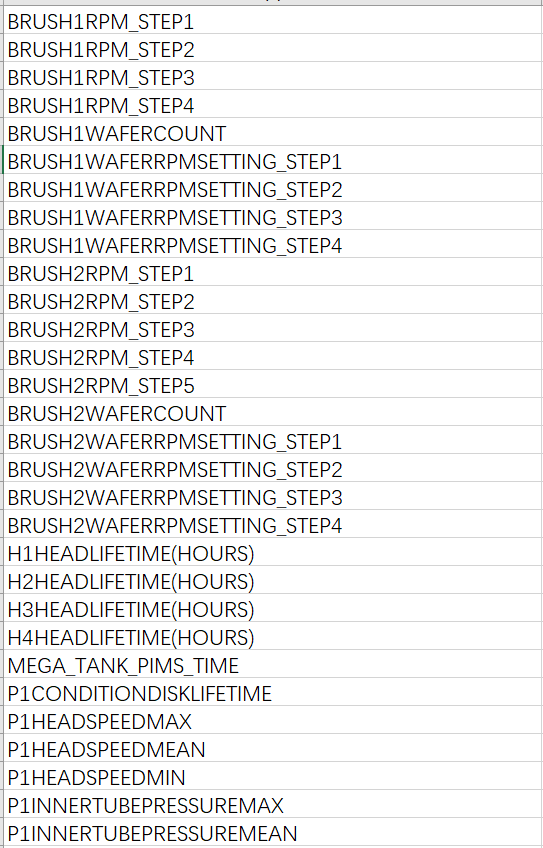 BRUSH1RPM_STEP1
BRUSH1RPM_STEP2
BRUSH1RPM_STEP3
BRUSH1RPM_STEP4
BRUSH1WAFERCOUNT
BRUSH1WAFERRPMSETTING_STEP1
BRUSH1WAFERRPMSETTING_STEP2
BRUSH1WAFERRPMSETTING_STEP3
BRUSH1WAFERRPMSETTING_STEP4
BRUSH2RPM_STEP1
BRUSH2RPM_STEP2
BRUSH2RPM_STEP3
BRUSH2RPM_STEP4
BRUSH2RPM_STEP5
BRUSH2WAFERCOUNT
BRUSH2WAFERRPMSETTING_STEP1
BRUSH2WAFERRPMSETTING_STEP2
BRUSH2WAFERRPMSETTING_STEP3
BRUSH2WAFERRPMSETTING_STEP4
H1HEADLIFETIME(HOURS)
H2HEADLIFETIME(HOURS)
H3HEADLIFETIME(HOURS)
H4HEADLIFETIME(HOURS)
MEGA_TANK_PIMS_TIME
P1CONDITIONDISKLIFETIME
P1HEADSPEEDMAX
P1HEADSPEEDMEAN
P1HEADSPEEDMIN
P1INNERTUBEPRESSUREMAX
P1INNERTUBEPRESSUREMEAN